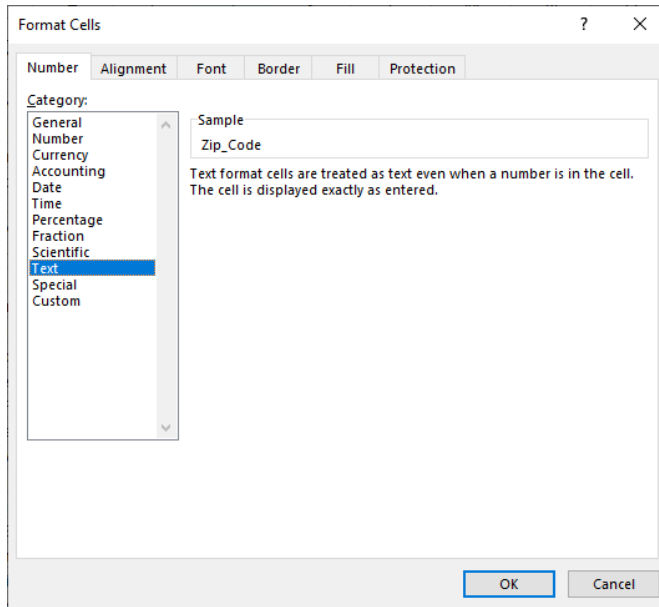 Format Cells
? ×
Number Alignment Font Border Fill Protection
Category:
General
Number
Currency
Accounting
Date
Time
Percentage
Fraction
Scientific
Text
Special
Custom
Sample
Zip_Code
Text format cells are treated as text even when a number is in the cell.
The cell is displayed exactly as entered.
OK Cancel